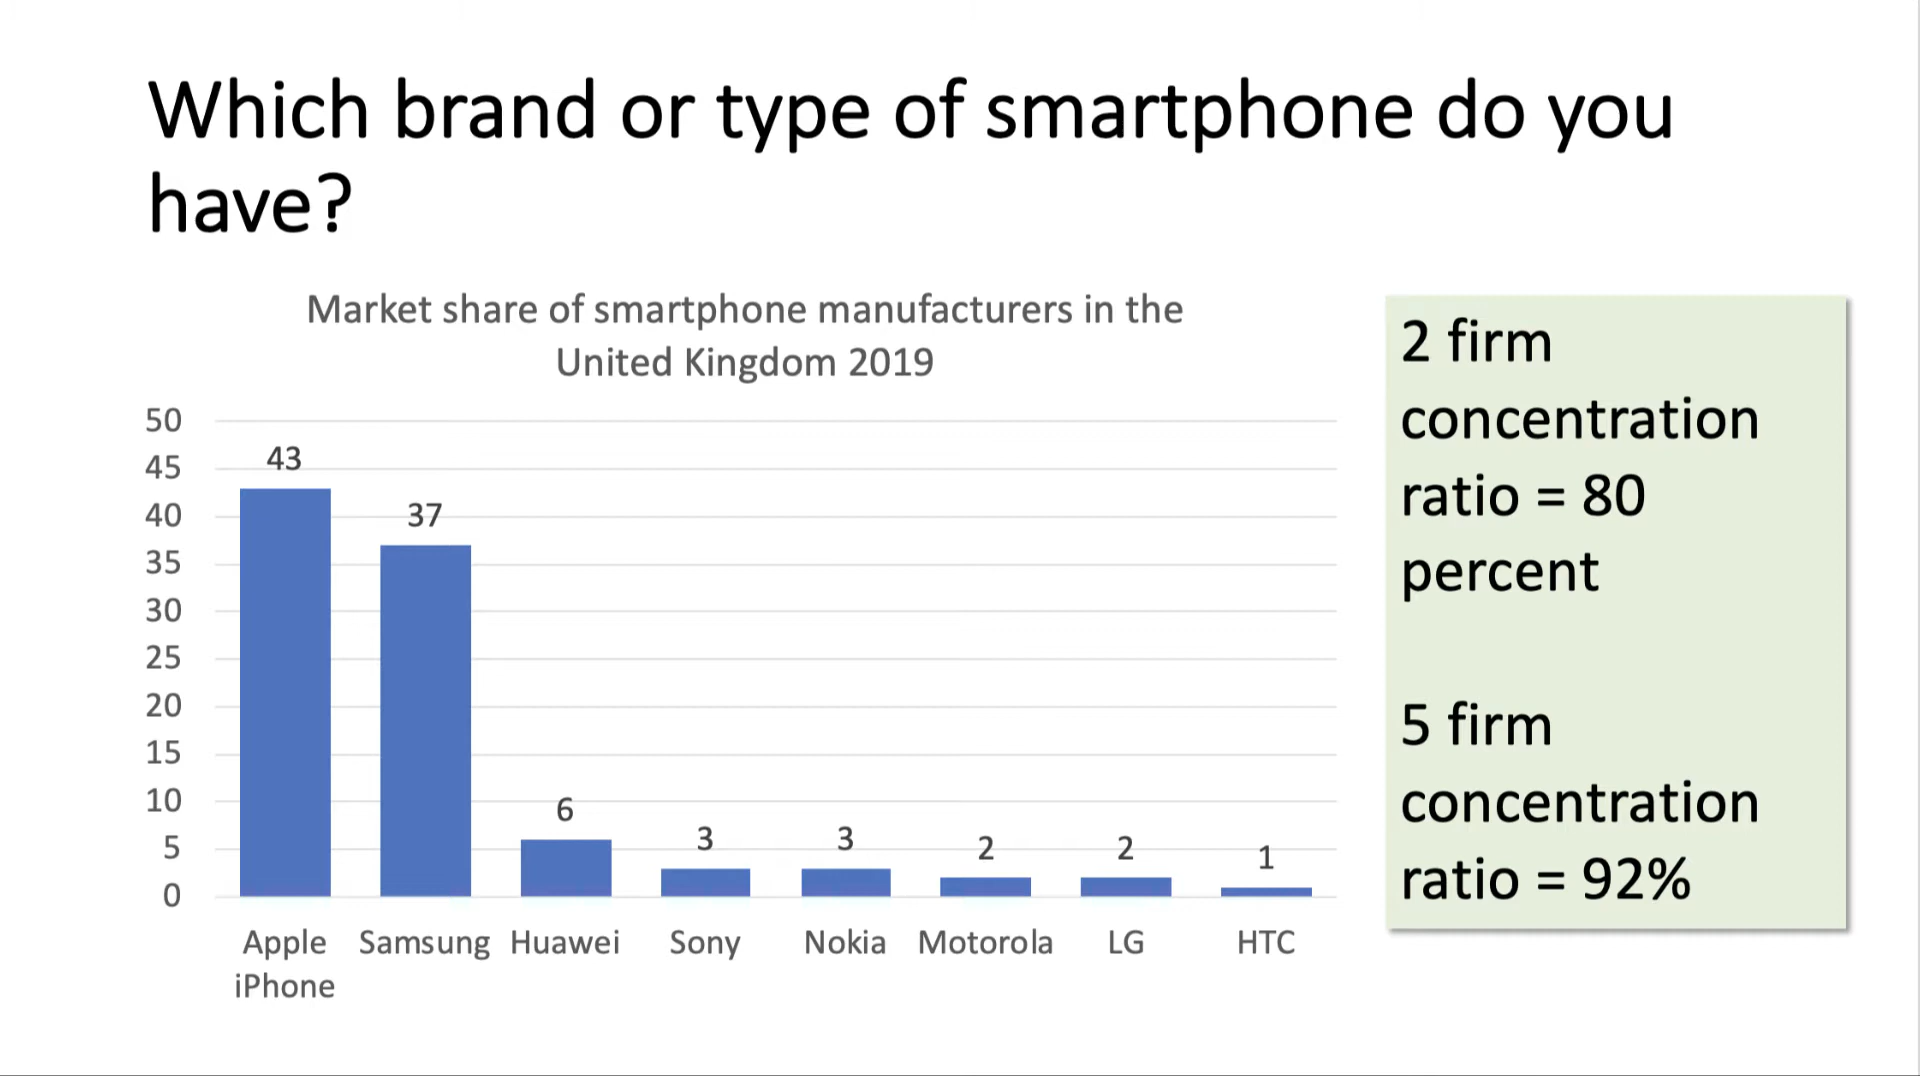 Which brand or type of smartphone do you
have?
Market share of smartphone manufacturers in the
United Kingdom 2019
50
45
40
35
30
25
20
15
10
5
0
43
37
6
3
3
2
2
1
Apple
iPhone
Samsung
Huawei
Sony
Nokia
Motorola
LG
HTC
2 firm
concentration
ratio = 80
percent
5 firm
concentration
ratio = 92%